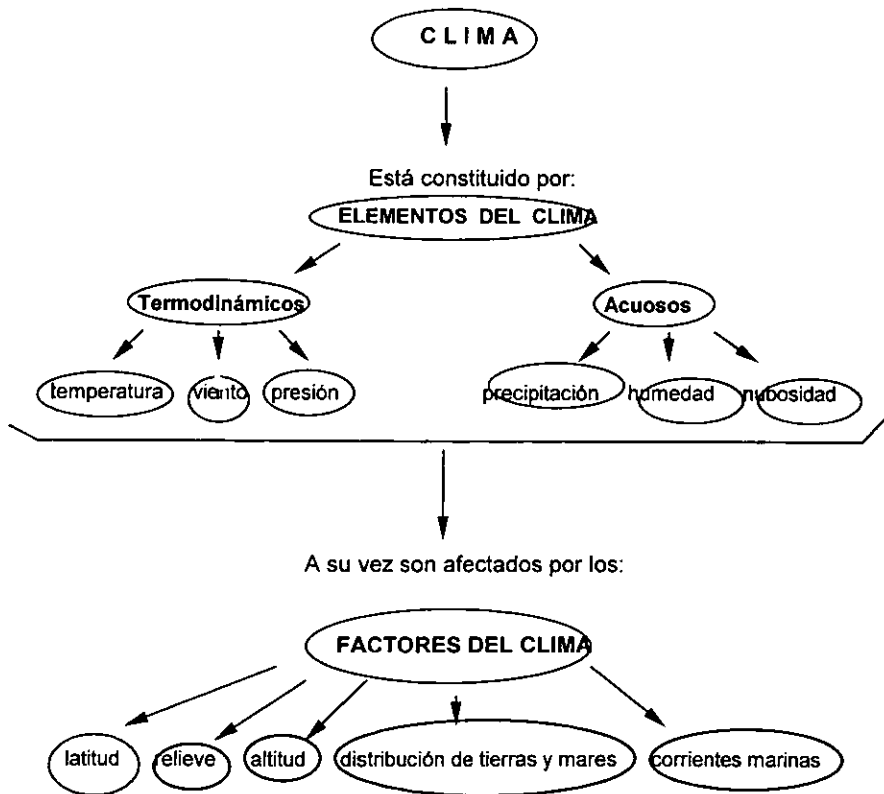 CLIMA
Está constituido por:
ELEMENTOS DEL CLIMA
Termodinámicos Acuosos
temperatura viento presión precipitación humedad nubosidad
A su vez son afectados por los:
FACTORES DEL CLIMA
latitud relieve altitud distribución de tierras y mares corrientes marinas